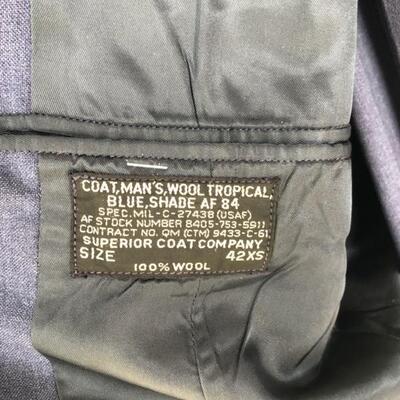 COAT, MAN'S, WOOL TROPICAL,
BLUE, SHADE AF 84
SPEC. MIL-C-27438 (USAF)
AF STOCK NUMBER 8405-753-5911
CONTRACT NO. QM (CTM) 9433-C-61
SUPERIOR COAT COMPANY
SIZE 42XS
100% WOOL